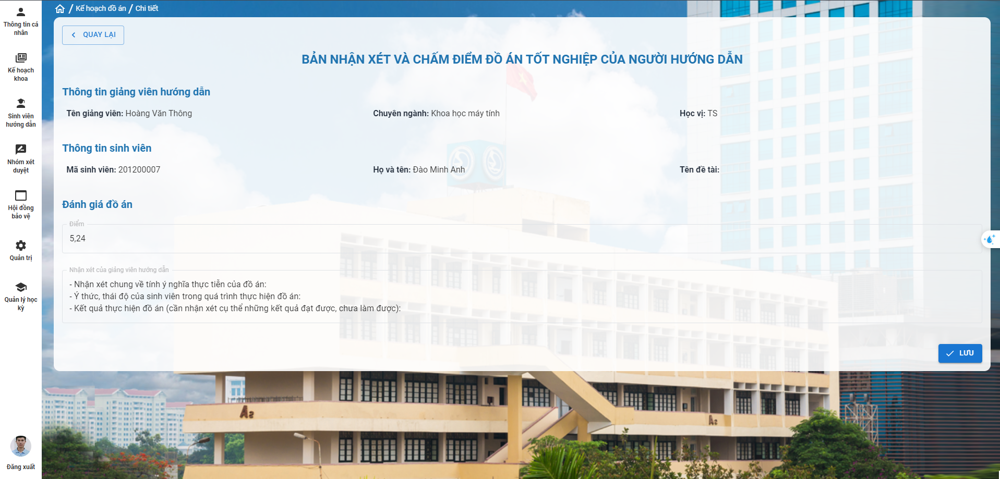 Kế hoạch đồ án / Chi tiết
Thông tin cá
nhân
Kế hoạch
khoa
Sinh viên
hướng dẫn
Nhóm xét
duyệt
Hội đồng
bảo vệ
Quản trị
Quản lý học
kỳ
Đăng xuất
QUAY LẠI
BẢN NHẬN XÉT VÀ CHẤM ĐIỂM ĐỒ ÁN TỐT NGHIỆP CỦA NGƯỜI HƯỚNG DẪN
Thông tin giảng viên hướng dẫn
Tên giảng viên: Hoàng Văn Thông
Chuyên ngành: Khoa học máy tính
Học vị: TS
Thông tin sinh viên
Mã sinh viên: 201200007
Họ và tên: Đào Minh Anh
Tên đề tài:
Đánh giá đồ án
Điểm
5,24
Nhận xét của giảng viên hướng dẫn
- Nhận xét chung về tính ý nghĩa thực tiễn của đồ án:
- Ý thức, thái độ của sinh viên trong quá trình thực hiện đồ án:
- Kết quả thực hiện đồ án (cần nhận xét cụ thể những kết quả đạt được, chưa làm được):
LƯU